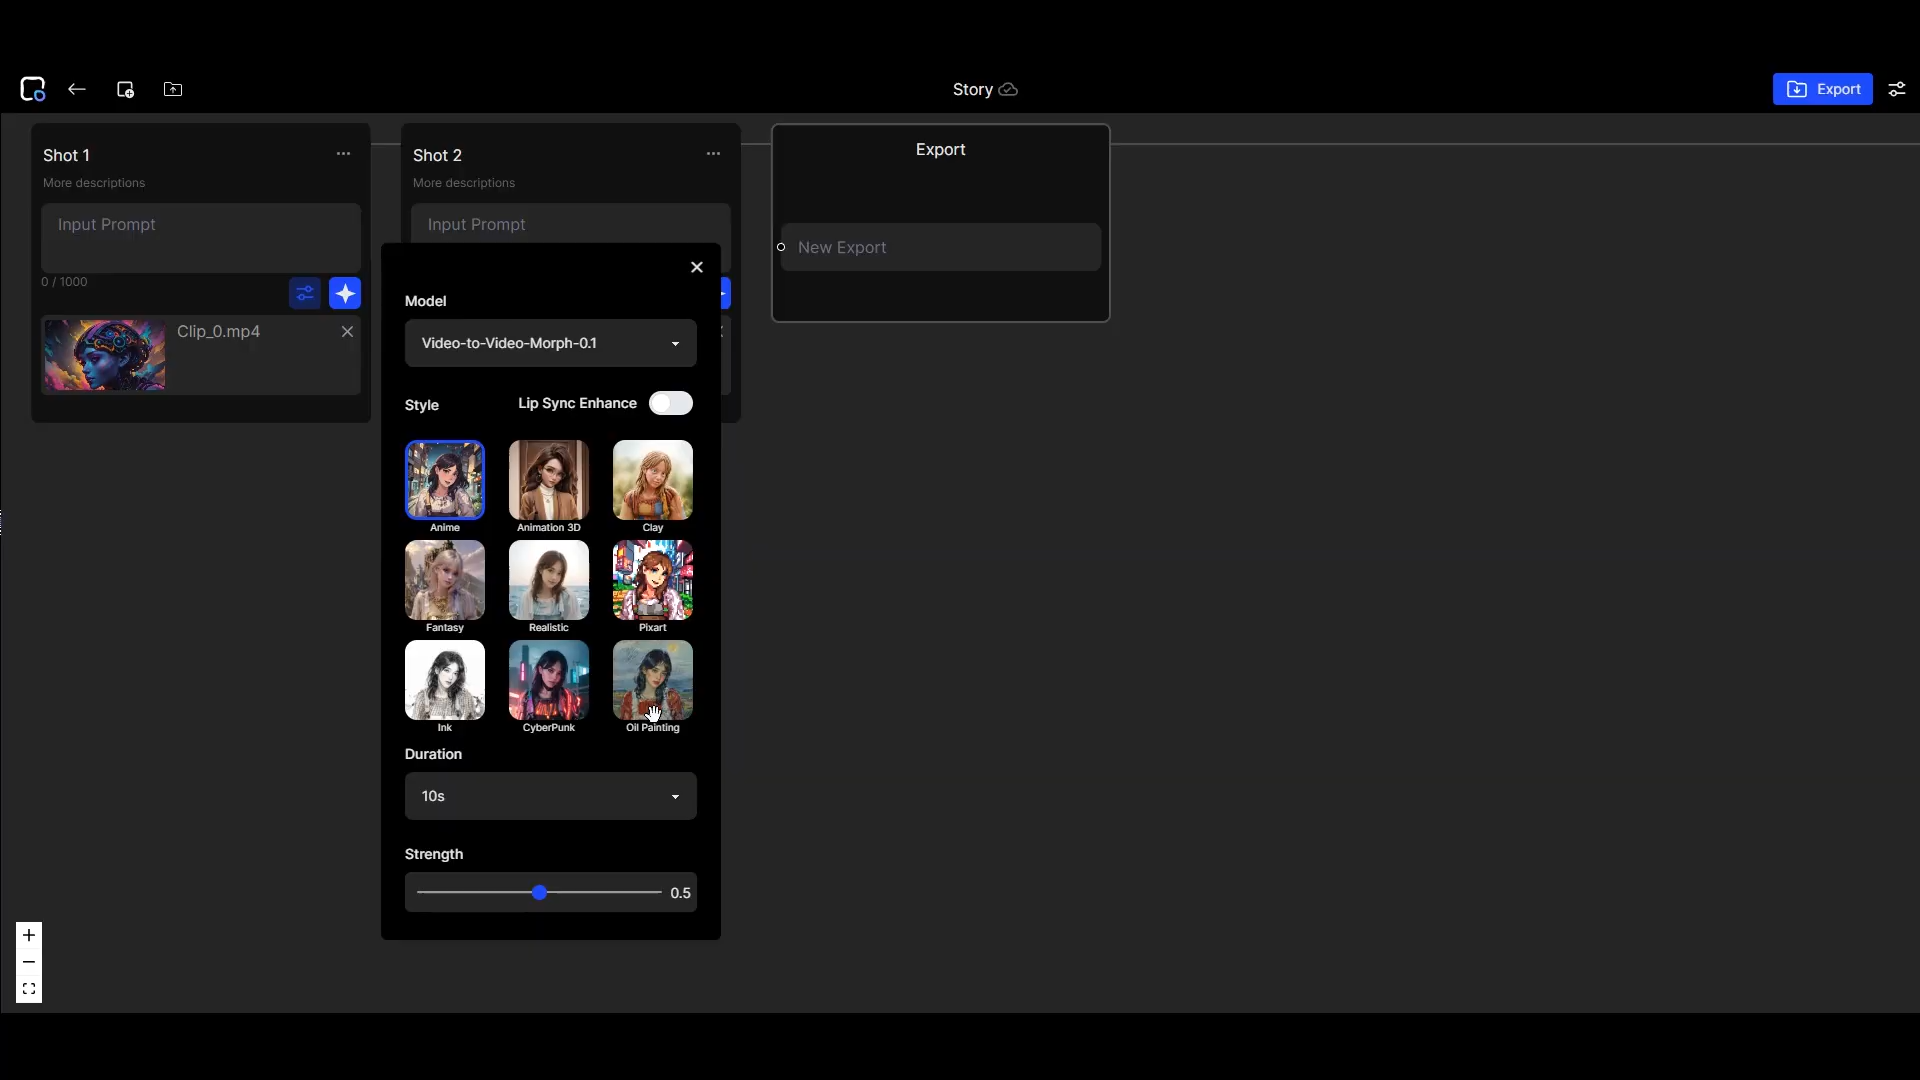 Story
Export
Shot 1
More descriptions
Input Prompt
0 / 1000
Clip_0.mp4
Shot 2
More descriptions
Input Prompt
Export
New Export
Model
Video-to-Video-Morph-0.1
Style
Lip Sync Enhance
Anime
Animation 3D
Clay
Fantasy
Realistic
Pixart
Ink
CyberPunk
Oil Painting
Duration
10s
Strength
0.5